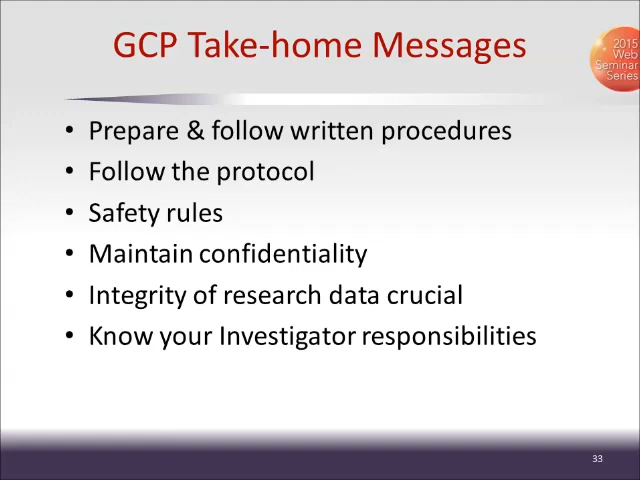 GCP Take-home Messages
2015
Web
Seminar
Series
• Prepare & follow written procedures
• Follow the protocol
• Safety rules
• Maintain confidentiality
• Integrity of research data crucial
• Know your Investigator responsibilities
33